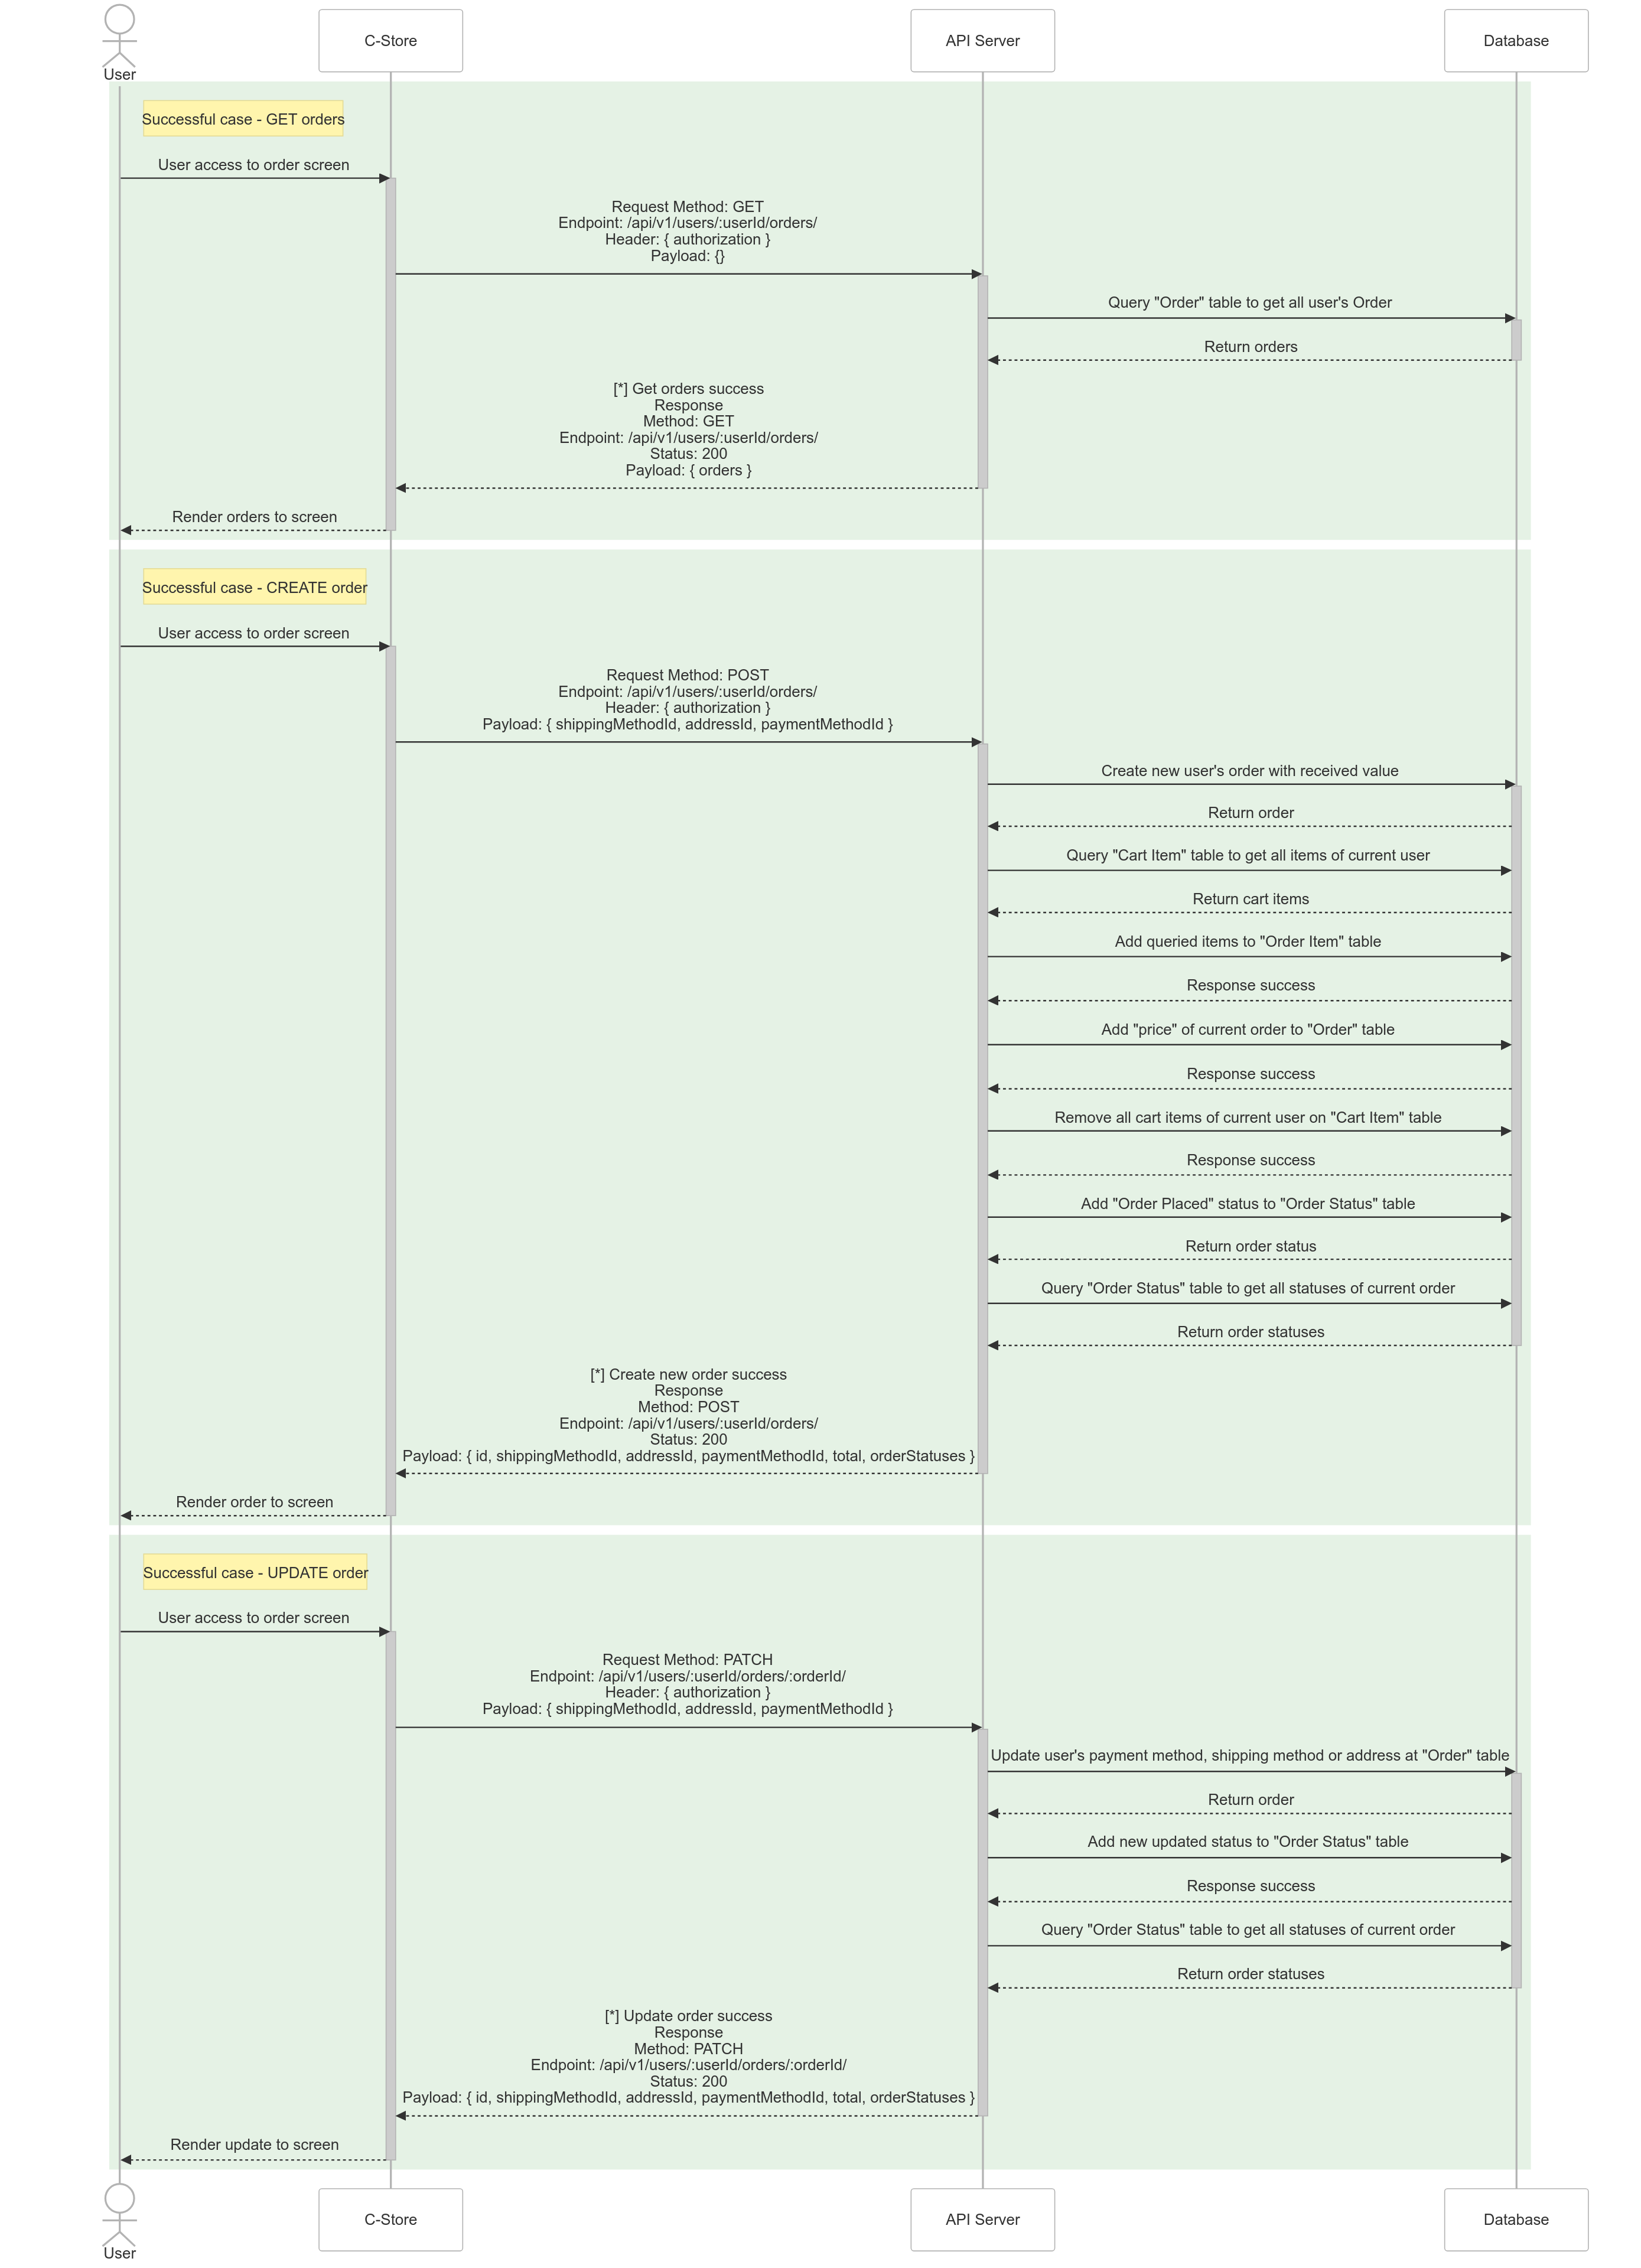 User
C-Store
API Server
Database
Successful case - GET orders
User access to order screen
Request Method: GET
Endpoint: /api/v1/users/:userId/orders/
Header: { authorization }
Payload: {}
Query "Order" table to get all user's Order
Return orders
[*] Get orders success
Response
Method: GET
Endpoint: /api/v1/users/:userId/orders/
Status: 200
Payload: { orders }
Render orders to screen
Successful case - CREATE order
User access to order screen
Request Method: POST
Endpoint: /api/v1/users/:userId/orders/
Header: { authorization }
Payload: { shippingMethodId, addressId, paymentMethodId }
Create new user's order with received value
Return order
Query "Cart Item" table to get all items of current user
Return cart items
Add queried items to "Order Item" table
Response success
Add "price" of current order to "Order" table
Response success
Remove all cart items of current user on "Cart Item" table
Response success
Add "Order Placed" status to "Order Status" table
Return order status
Query "Order Status" table to get all statuses of current order
Return order statuses
[*] Create new order success
Response
Method: POST
Endpoint: /api/v1/users/:userId/orders/
Status: 200
Payload: { id, shippingMethodId, addressId, paymentMethodId, total, orderStatuses }
Render order to screen
Successful case - UPDATE order
User access to order screen
Request Method: PATCH
Endpoint: /api/v1/users/:userId/orders/:orderId/
Header: { authorization }
Payload: { shippingMethodId, addressId, paymentMethodId }
Update user's payment method, shipping method or address at "Order" table
Return order
Add new updated status to "Order Status" table
Response success
Query "Order Status" table to get all statuses of current order
Return order statuses
[*] Update order success
Response
Method: PATCH
Endpoint: /api/v1/users/:userId/orders/:orderId/
Status: 200
Payload: { id, shippingMethodId, addressId, paymentMethodId, total, orderStatuses }
Render update to screen
User
C-Store
API Server
Database